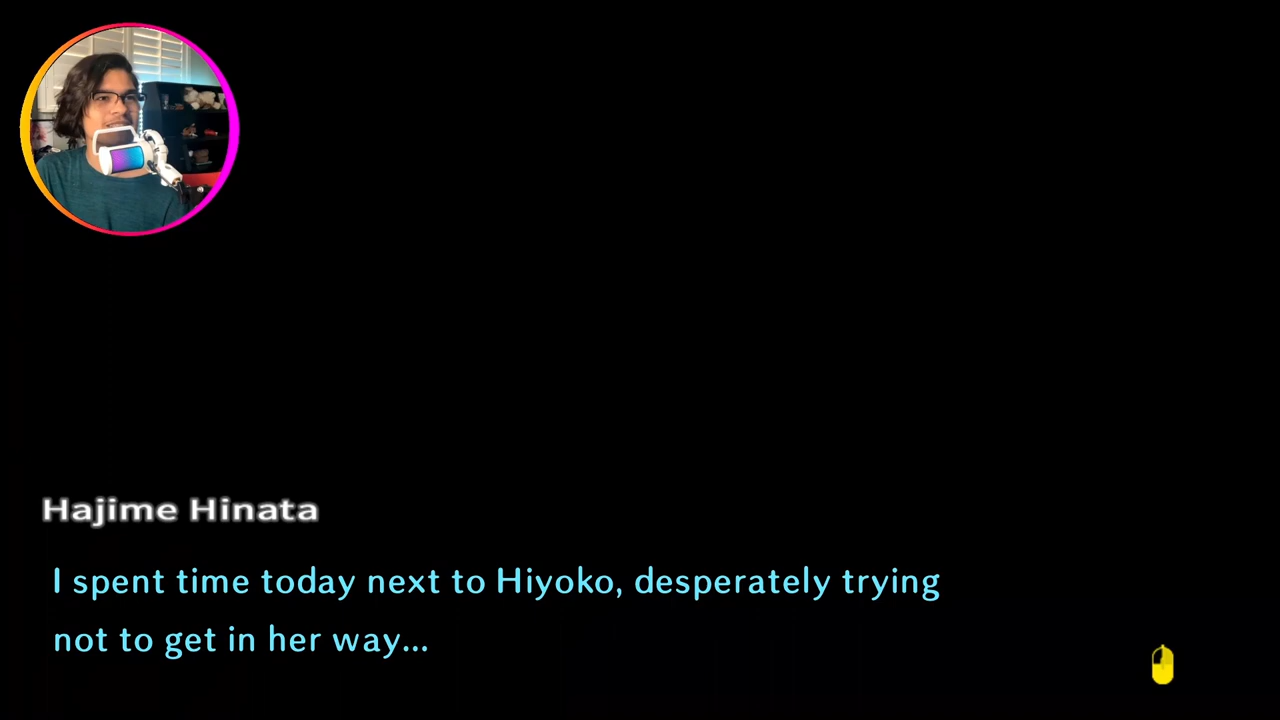 Hajime Hinata
I spent time today next to Hiyoko, desperately trying
not to get in her way...